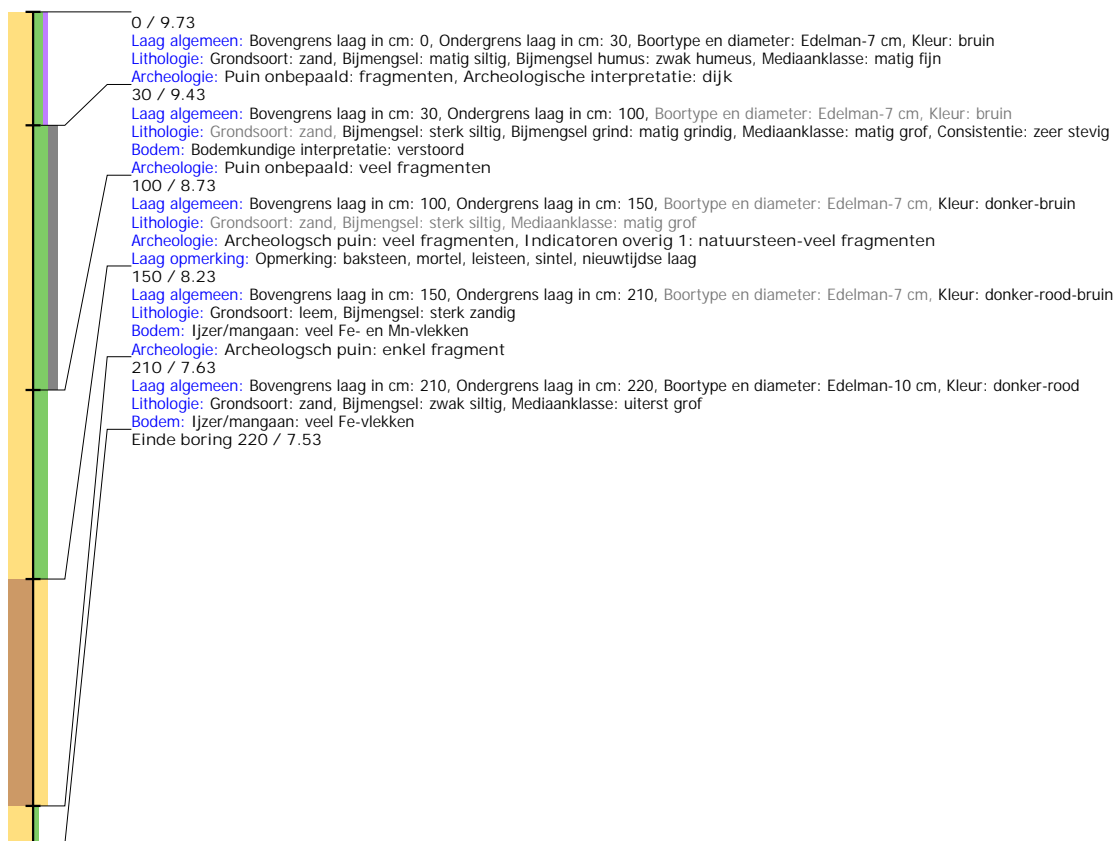 0 / 9.73
Laag algemeen: Bovengrens laag in cm: 0, Ondergrens laag in cm: 30, Boortype en diameter: Edelman-7 cm, Kleur: bruin
Lithologie: Grondsoort: zand, Bijmengsel: matig siltig, Bijmengsel humus: zwak humeus, Mediaanklasse: matig fijn
Archeologie: Puin onbepaald: fragmenten, Archeologische interpretatie: dijk
30 / 9.43
Laag algemeen: Bovengrens laag in cm: 30, Ondergrens laag in cm: 100, Boortype en diameter: Edelman-7 cm, Kleur: bruin
Lithologie: Grondsoort: zand, Bijmengsel: sterk siltig, Bijmengsel grind: matig grindig, Mediaanklasse: matig grof, Consistentie: zeer stevig
Bodem: Bodemkundige interpretatie: verstoord
Archeologie: Puin onbepaald: veel fragmenten
100 / 8.73
Laag algemeen: Bovengrens laag in cm: 100, Ondergrens laag in cm: 150, Boortype en diameter: Edelman-7 cm, Kleur: donker-bruin
Lithologie: Grondsoort: zand, Bijmengsel: sterk siltig, Mediaanklasse: matig grof
Archeologie: Archeologsch puin: veel fragmenten, Indicatoren overig 1: natuursteen-veel fragmenten
Laag opmerking: Opmerking: baksteen, mortel, leisteen, sintel, nieuwtijdse laag
150 / 8.23
Laag algemeen: Bovengrens laag in cm: 150, Ondergrens laag in cm: 210, Boortype en diameter: Edelman-7 cm, Kleur: donker-rood-bruin
Lithologie: Grondsoort: leem, Bijmengsel: sterk zandig
Bodem: Ijzer/mangaan: veel Fe- en Mn-vlekken
Archeologie: Archeologsch puin: enkel fragment
210 / 7.63
Laag algemeen: Bovengrens laag in cm: 210, Ondergrens laag in cm: 220, Boortype en diameter: Edelman-10 cm, Kleur: donker-rood
Lithologie: Grondsoort: zand, Bijmengsel: zwak siltig, Mediaanklasse: uiterst grof
Bodem: Ijzer/mangaan: veel Fe-vlekken
Einde boring 220 / 7.53